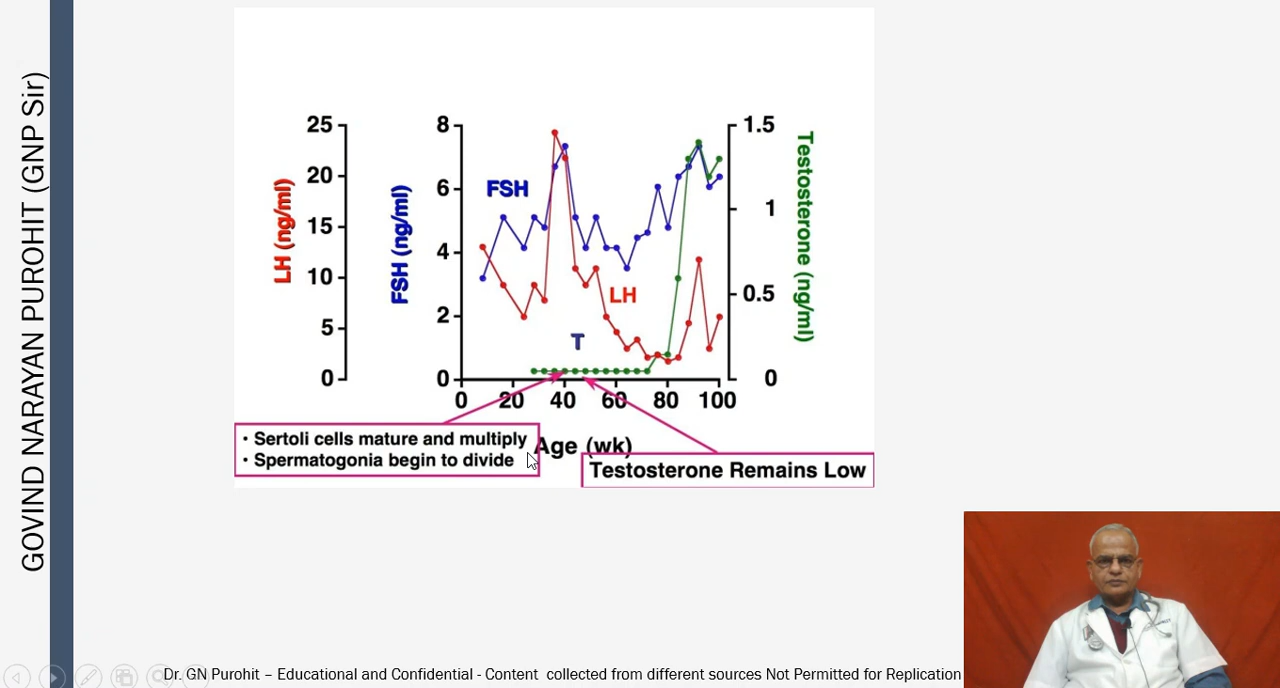 GOVIND NARAYAN PUROHIT (GNP Sir)
LH (ng/ml)
25
20
15
10
5
0
FSH (ng/ml)
8
6
4
2
0
FSH
LH
T
1.5
1
0.5
0
Testosterone (ng/ml)
0 20 40 60 80 100
Age (wk)
• Sertoli cells mature and multiply
• Spermatogonia begin to divide
Testosterone Remains Low
Dr. GN Purohit – Educational and Confidential - Content collected from different sources Not Permitted for Replication